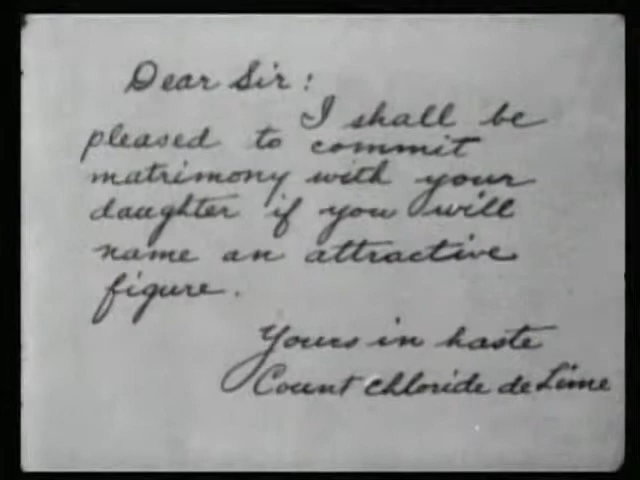 Dear Sir:
I shall be
pleased to commit
matrimony with your
daughter if you will
name an attractive
figure.
Yours in haste
Count Chloride de Lime